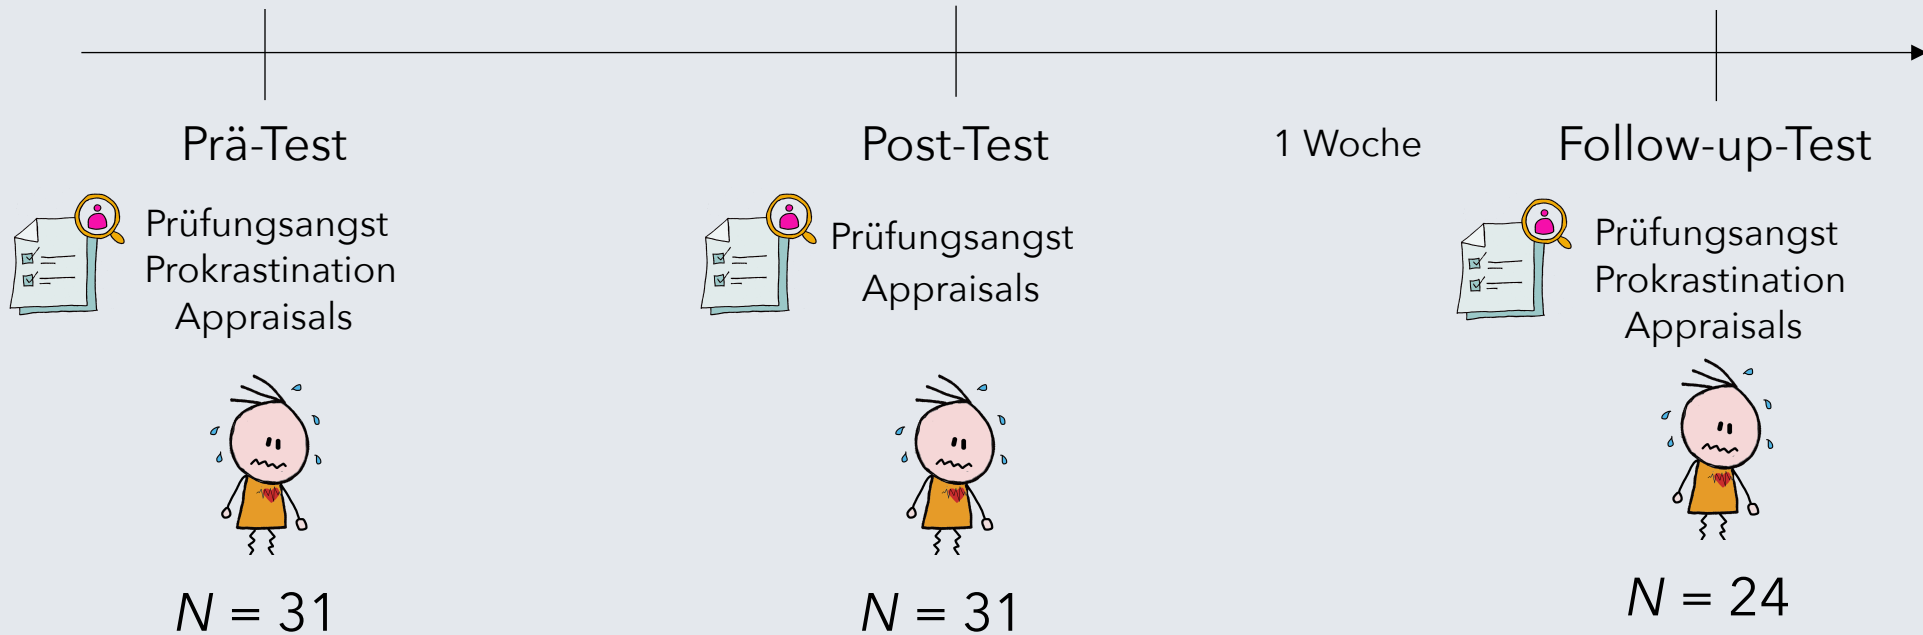 Prä-Test
Prüfungsangst
Prokrastination
Appraisals
N = 31
Post-Test
Prüfungsangst
Appraisals
N = 31
1 Woche
Follow-up-Test
Prüfungsangst
Prokrastination
Appraisals
N = 24